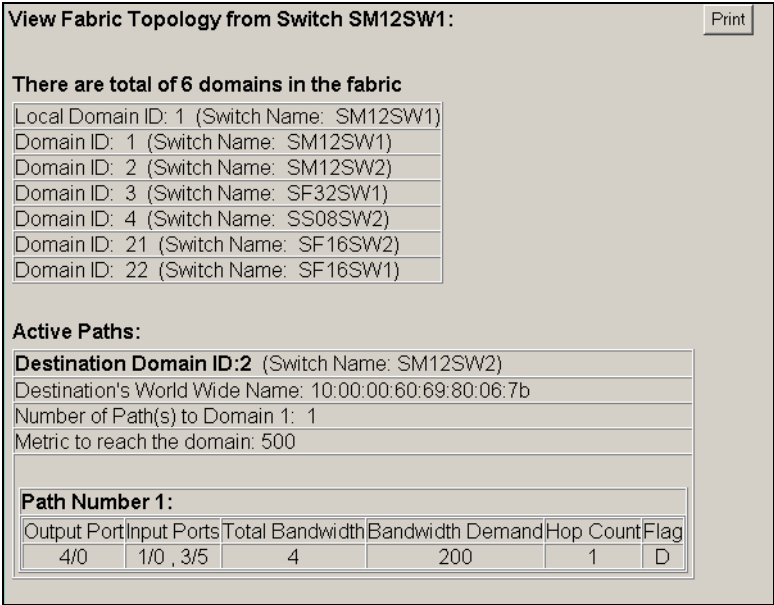 View Fabric Topology from Switch SM12SW1:
Print
There are total of 6 domains in the fabric
Local Domain ID: 1 (Switch Name: SM12SW1)
Domain ID: 1 (Switch Name: SM12SW1)
Domain ID: 2 (Switch Name: SM12SW2)
Domain ID: 3 (Switch Name: SF32SW1)
Domain ID: 4 (Switch Name: SS08SW2)
Domain ID: 21 (Switch Name: SF16SW2)
Domain ID: 22 (Switch Name: SF16SW1)
Active Paths:
Destination Domain ID:2 (Switch Name: SM12SW2)
Destination's World Wide Name: 10:00:00:60:69:80:06:7b
Number of Path(s) to Domain 1: 1
Metric to reach the domain: 500
Path Number 1:
Output Port Input Ports Total Bandwidth Bandwidth Demand Hop Count Flag
4/0 1/0 , 3/5 4 200 1 D